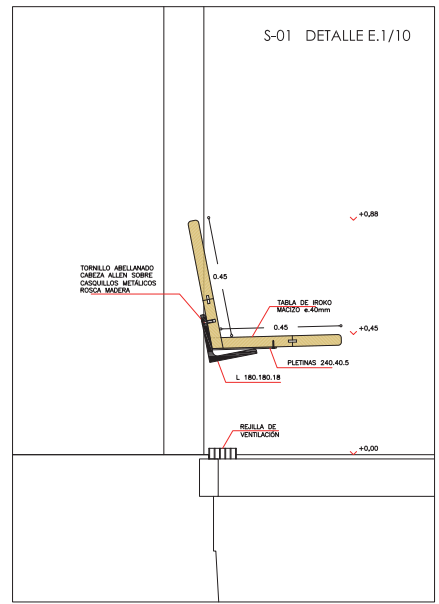 S-01 DETALLE E.1/10
+0,88
0.45
TORNILLO ABELLANADO
CABEZA ALLEN SOBRE
CASQUILLOS METÁLICOS
ROSCA MADERA
TABLA DE IROKO
MACIZO e.40mm
0.45
+0,45
PLETINAS 240.40.5
L 180.180.18
REJILLA DE
VENTILACIÓN
+0,00